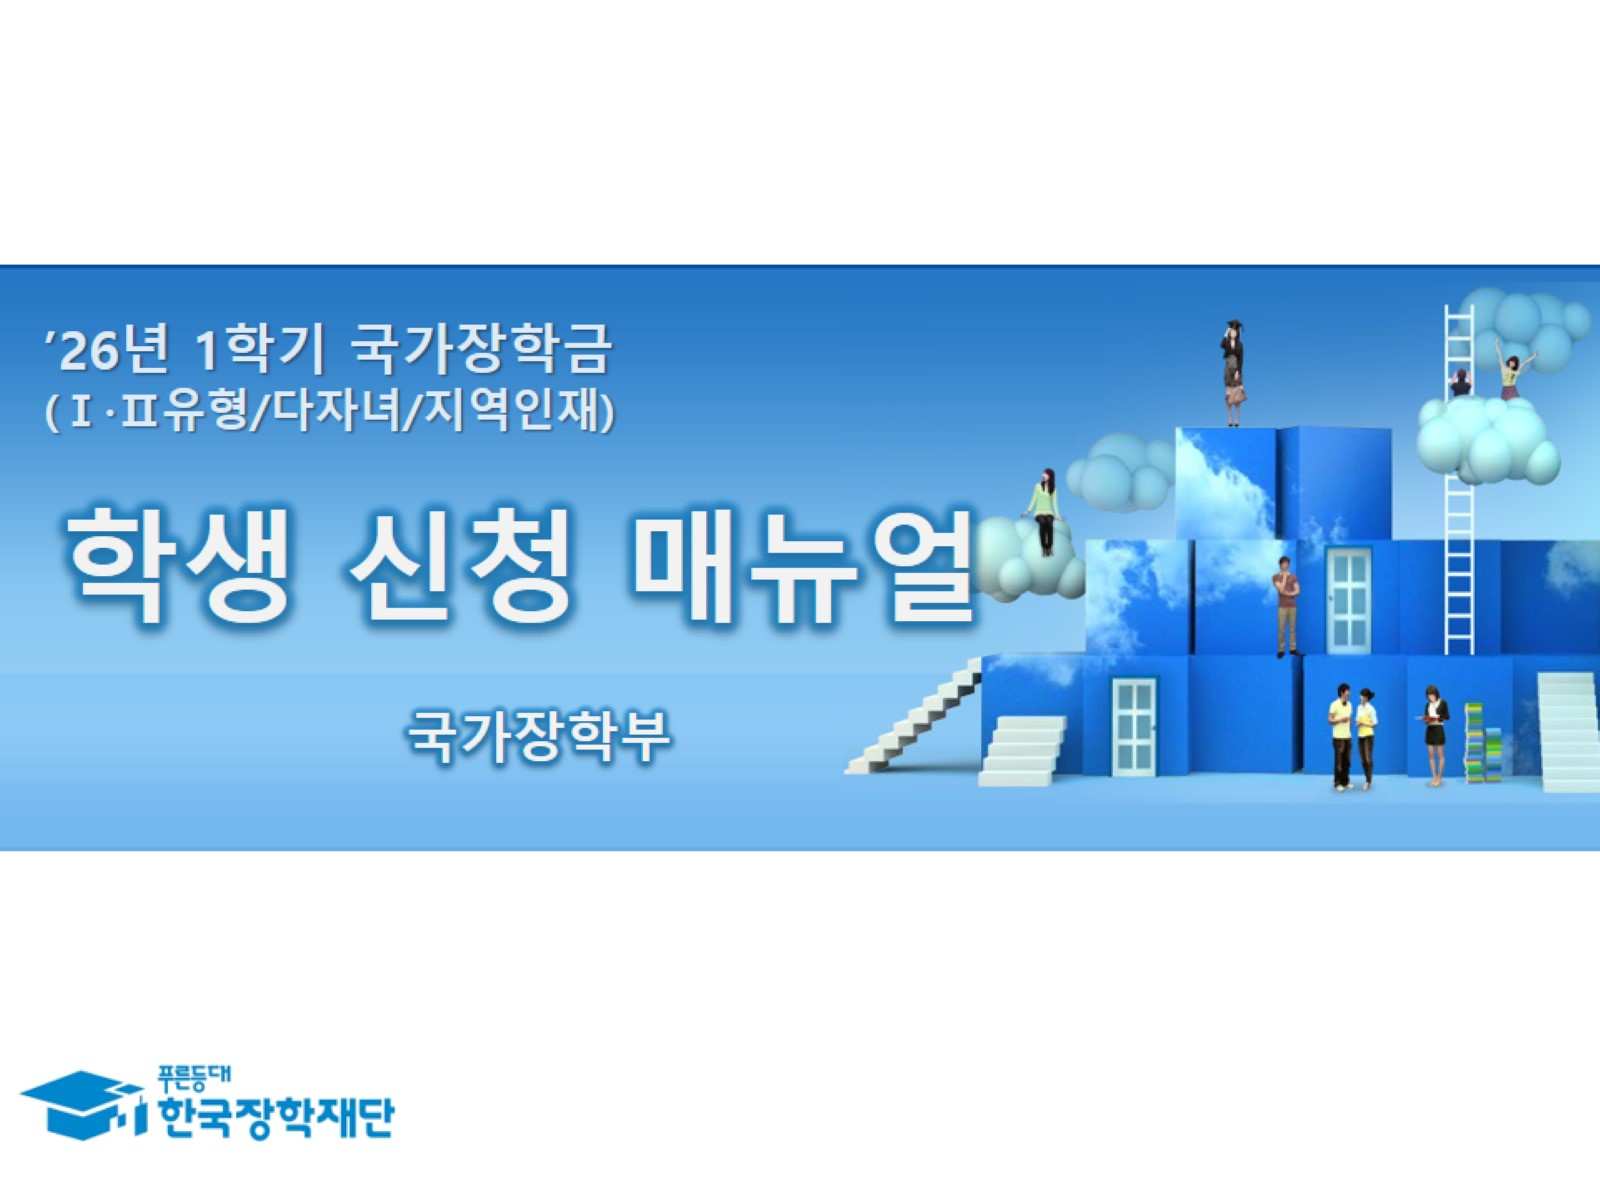 ’26년 1학기 국가장학금
(Ⅰ·Ⅱ유형/다자녀/지역인재)
학생 신청 매뉴얼
국가장학부
푸른등대
한국장학재단